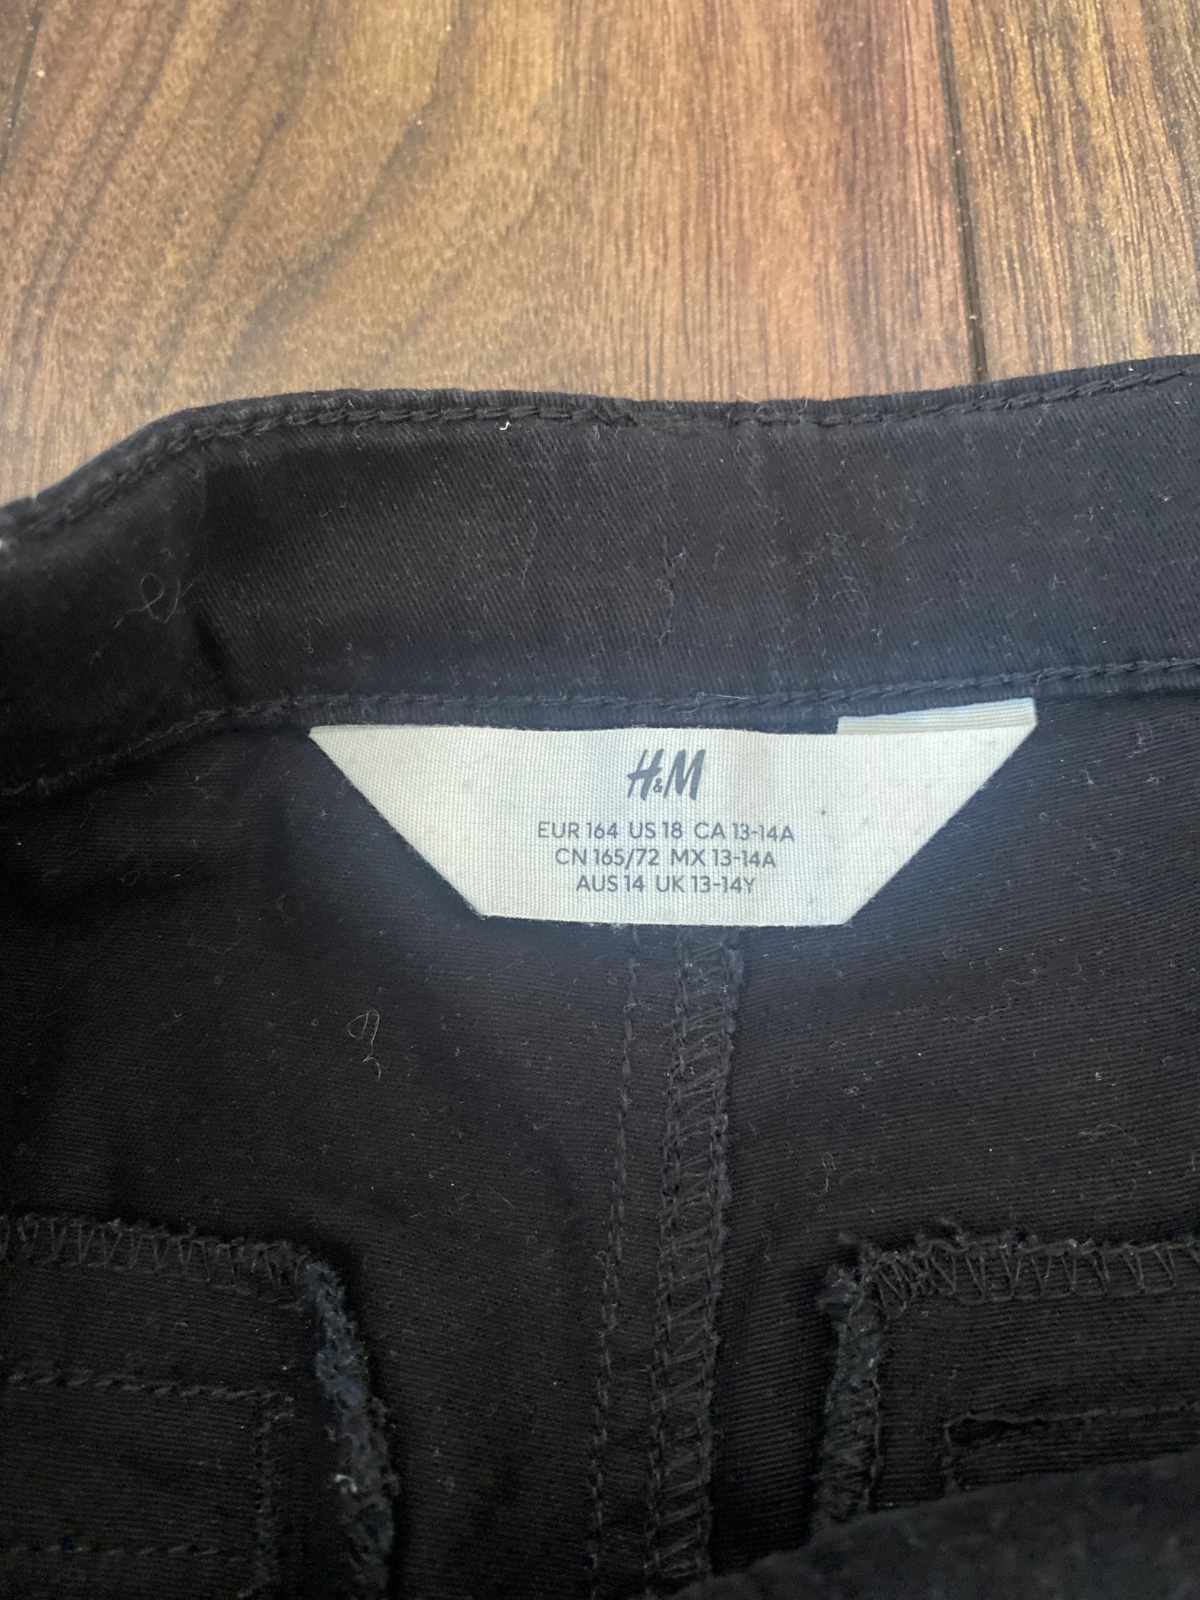 H&M
EUR 164 US 18 CA 13-14A
CN 165/72 MX 13-14A
AUS 14 UK 13-14Y